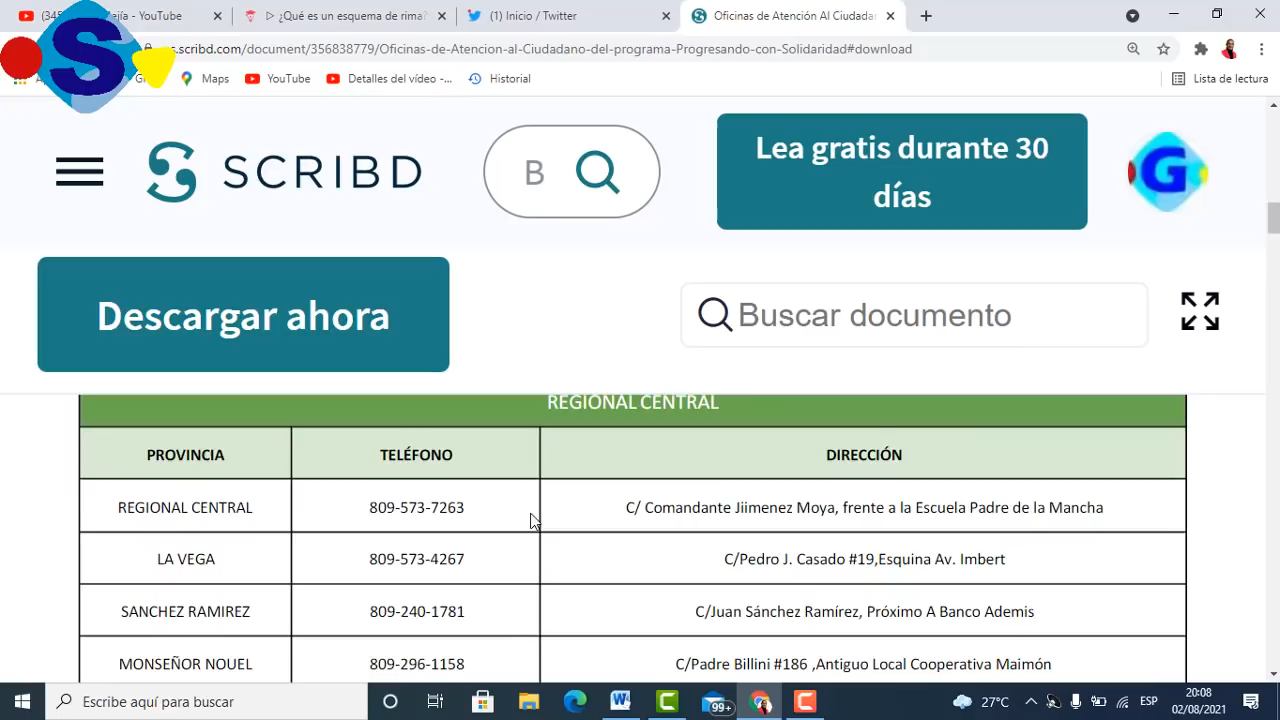 (345) ejía - YouTube
▷ ¿Qué es un esquema de rima?
(1) Inicio / Twitter
Oficinas de Atención Al Ciudadan
s.scribd.com/document/356838779/Oficinas-de-Atencion-al-Ciudadano-del-programa-Progresando-con-Solidaridad#download
Maps
YouTube
Detalles del vídeo -...
Historial
Lista de lectura
S
SCRIBD
B
Lea gratis durante 30 días
G
Descargar ahora
Buscar documento
REGIONAL CENTRAL
PROVINCIA TELÉFONO DIRECCIÓN
REGIONAL CENTRAL 809-573-7263 C/ Comandante Jiimenez Moya, frente a la Escuela Padre de la Mancha
LA VEGA 809-573-4267 C/Pedro J. Casado #19,Esquina Av. Imbert
SANCHEZ RAMIREZ 809-240-1781 C/Juan Sánchez Ramírez, Próximo A Banco Ademis
MONSEÑOR NOUEL 809-296-1158 C/Padre Billini #186 ,Antiguo Local Cooperativa Maimón
Escribe aquí para buscar
99+
27°C
ESP
20:08
02/08/2021